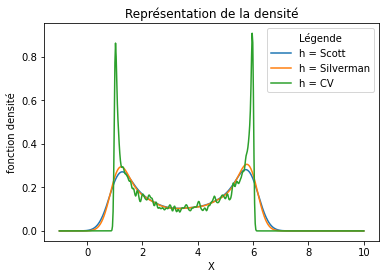 Représentation de la densité
Légende
h = Scott
h = Silverman
h = CV
fonction densité
0.8
0.6
0.4
0.2
0.0
0
2
4
6
8
10
X